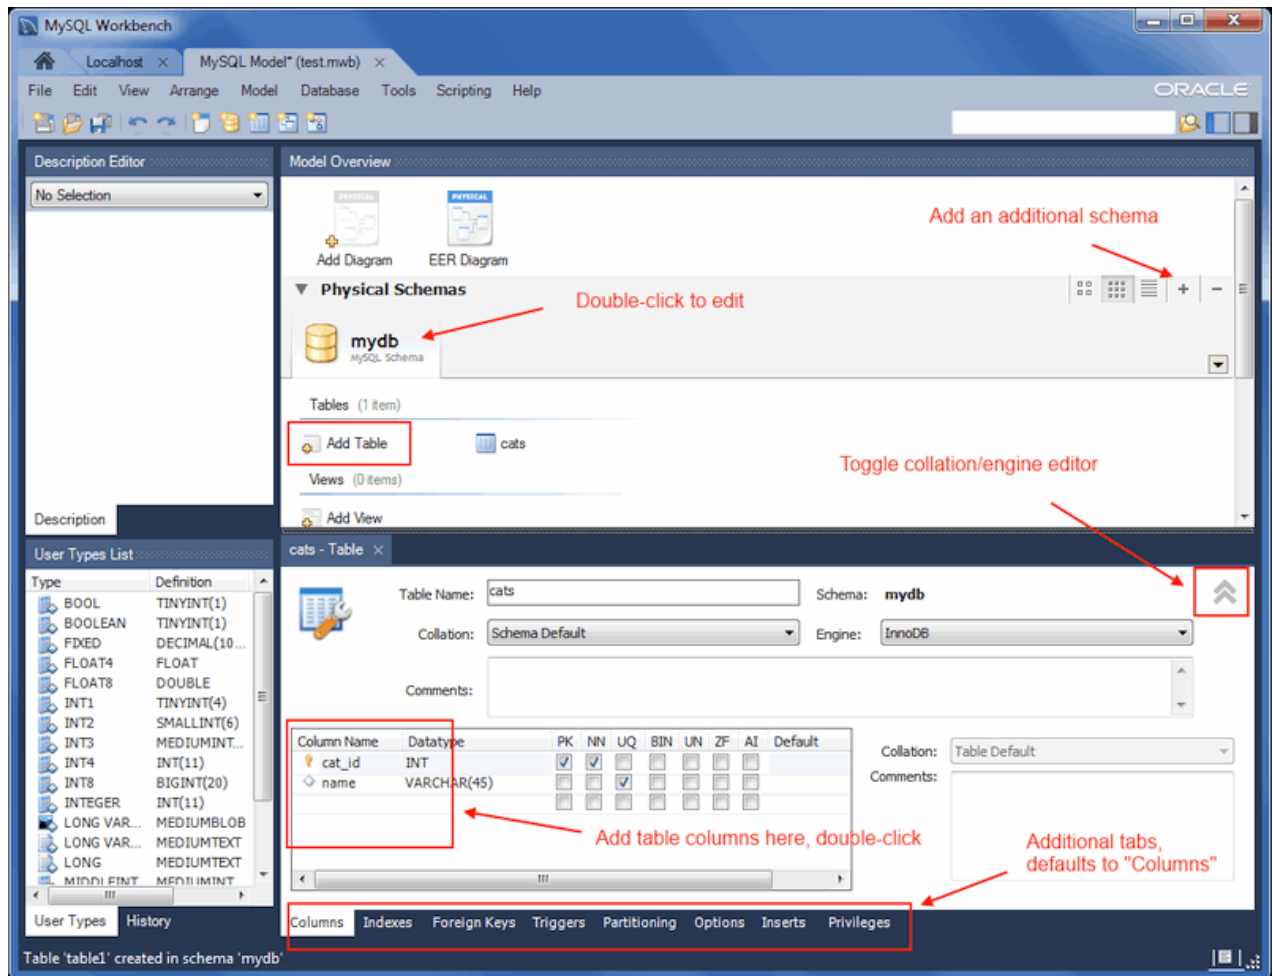 MySQL Workbench
Localhost
MySQL Model* (test.mwb)
File Edit View Arrange Model Database Tools Scripting Help
ORACLE
Description Editor
No Selection
Description
Model Overview
PHYSICAL
Add Diagram
PHYSICAL
EER Diagram
Add an additional schema
Physical Schemas
Double-click to edit
mydb
MySQL Schema
Tables (1 item)
Add Table
cats
Toggle collation/engine editor
Views (0 items)
Add View
User Types List
Type Definition
BOOL TINYINT(1)
BOOLEAN TINYINT(1)
FIXED DECIMAL(10...
FLOAT4 FLOAT
FLOAT8 DOUBLE
INT1 TINYINT(4)
INT2 SMALLINT(6)
INT3 MEDIUMINT...
INT4 INT(11)
INT8 BIGINT(20)
INTEGER INT(11)
LONG VAR... MEDIUMBLOB
LONG VAR... MEDIUMTEXT
LONG MEDIUMTEXT
MIDDLEINT MEDIUMINT
User Types History
cats - Table
Table Name: cats
Schema: mydb
Collation: Schema Default
Engine: InnoDB
Comments:
Column Name Datatype PK NN UQ BIN UN ZF AI Default
cat_id INT
name VARCHAR(45)
Collation: Table Default
Comments:
Add table columns here, double-click
Additional tabs,
defaults to "Columns"
Columns Indexes Foreign Keys Triggers Partitioning Options Inserts Privileges
Table 'table1' created in schema 'mydb'